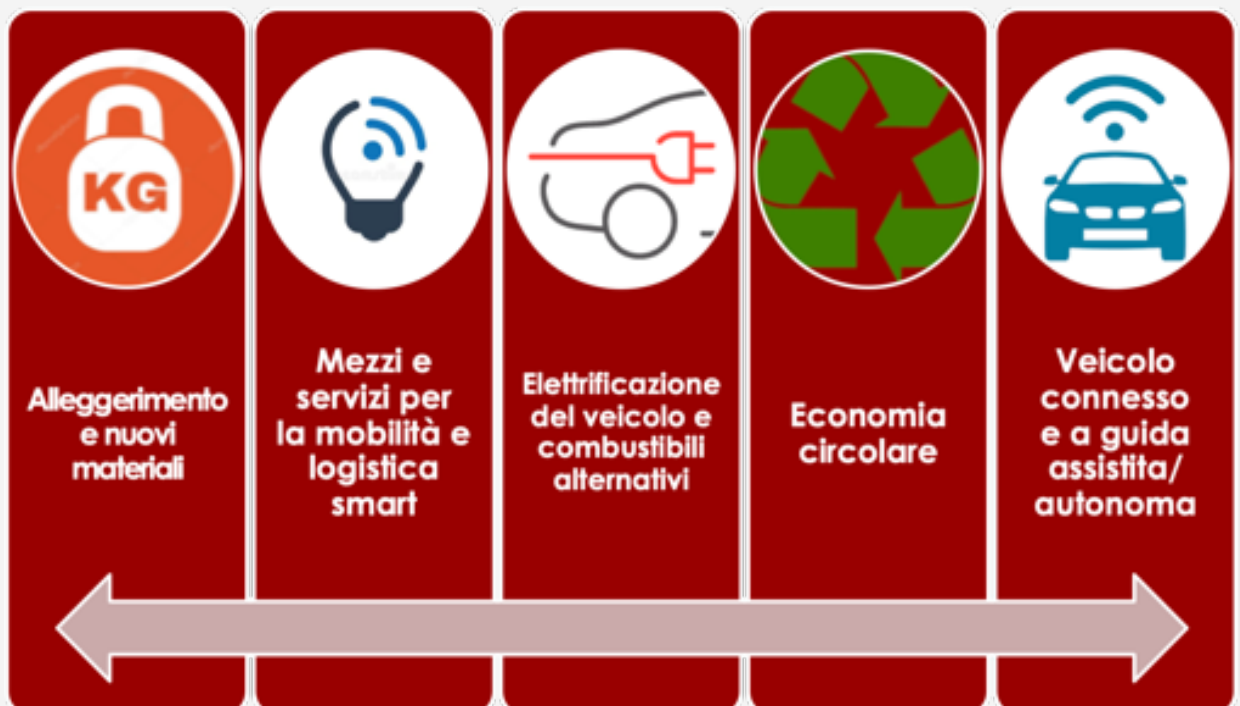 KG
Alleggerimento
e nuovi
materiali
Mezzi e
servizi per
la mobilità e
logistica
smart
Elettrificazione
del veicolo e
combustibili
alternativi
Economia
circolare
Veicolo
connesso
e a guida
assistita/
autonoma